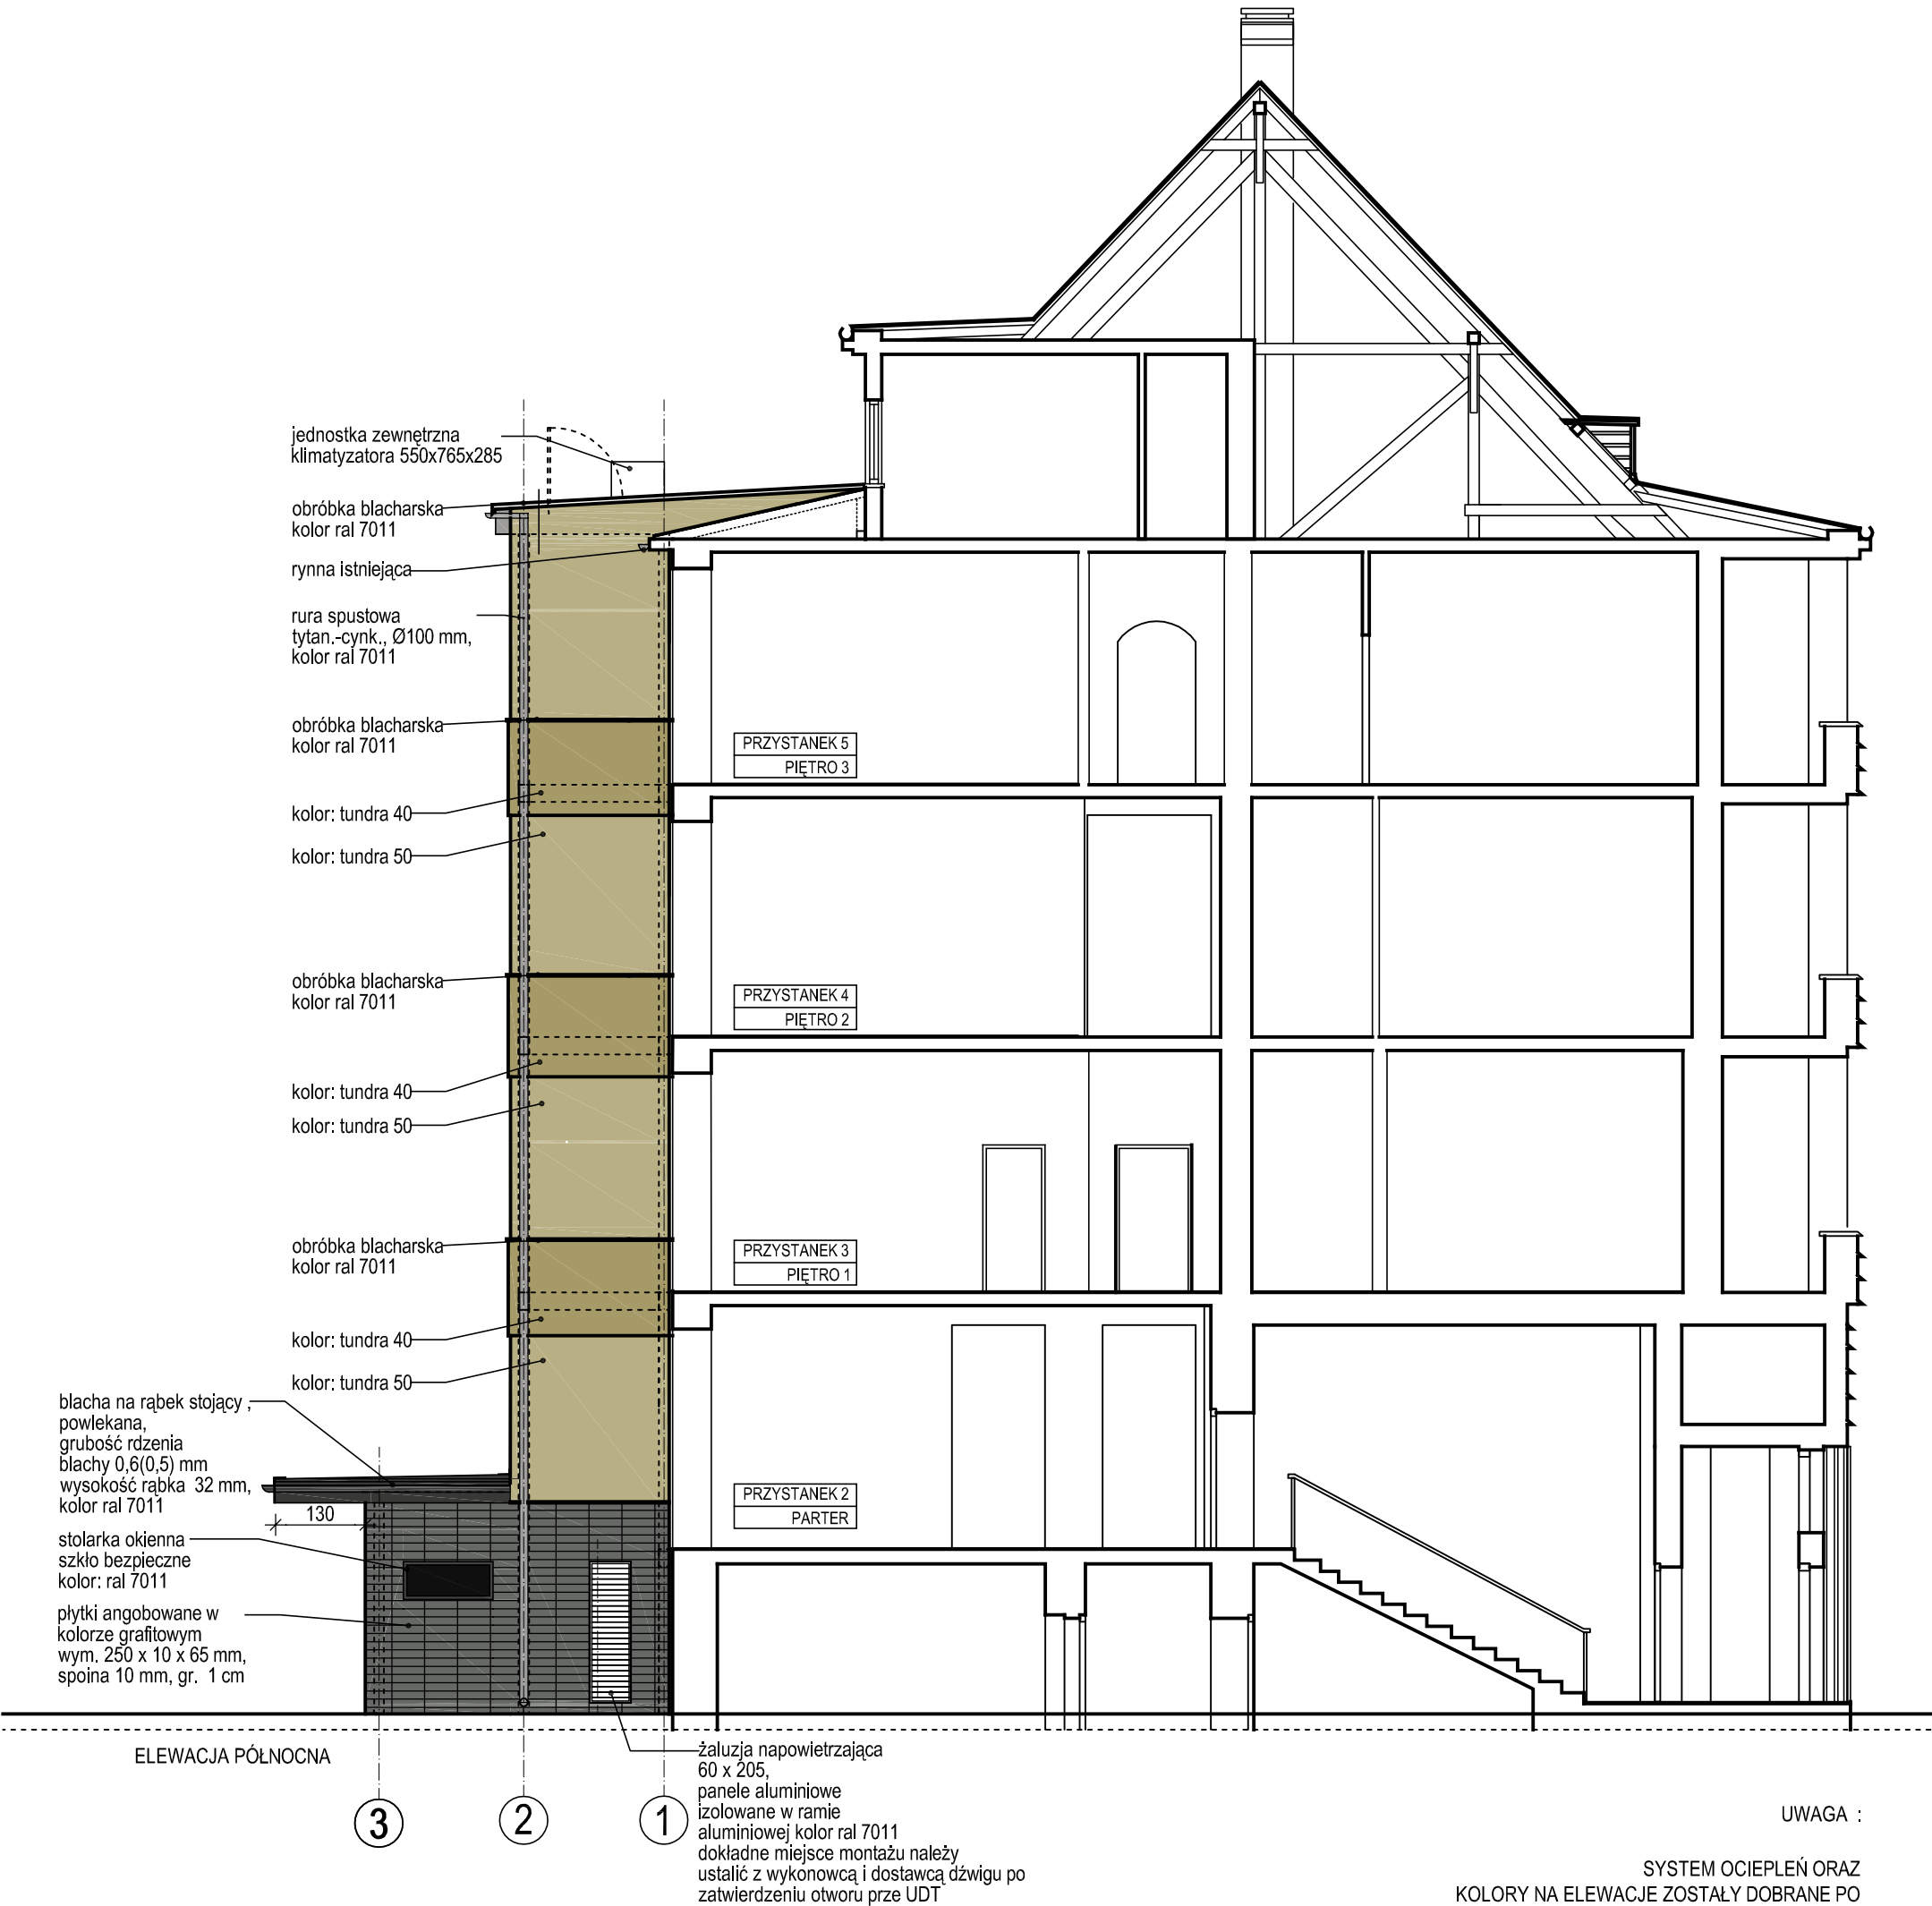 jednostka zewnętrzna
klimatyzatora 550x765x285
obróbka blacharska
kolor ral 7011
rynna istniejąca
rura spustowa
tytan.-cynk., Ø100 mm,
kolor ral 7011
obróbka blacharska
kolor ral 7011
kolor: tundra 40
kolor: tundra 50
obróbka blacharska
kolor ral 7011
kolor: tundra 40
kolor: tundra 50
obróbka blacharska
kolor ral 7011
kolor: tundra 40
kolor: tundra 50
blacha na rąbek stojący ,
powlekana,
grubość rdzenia
blachy 0,6(0,5) mm
wysokość rąbka 32 mm,
kolor ral 7011
130
stolarka okienna
szkło bezpieczne
kolor: ral 7011
płytki angobowane w
kolorze grafitowym
wym. 250 x 10 x 65 mm,
spoina 10 mm, gr. 1 cm
PRZYSTANEK 5
PIĘTRO 3
PRZYSTANEK 4
PIĘTRO 2
PRZYSTANEK 3
PIĘTRO 1
PRZYSTANEK 2
PARTER
ELEWACJA PÓŁNOCNA
3
2
1
żaluzja napowietrzająca
60 x 205,
panele aluminiowe
izolowane w ramie
aluminiowej kolor ral 7011
dokładne miejsce montażu należy
ustalić z wykonowcą i dostawcą dźwigu po
zatwierdzeniu otworu prze UDT
UWAGA :
SYSTEM OCIEPLEŃ ORAZ
KOLORY NA ELEWACJE ZOSTAŁY DOBRANE PO